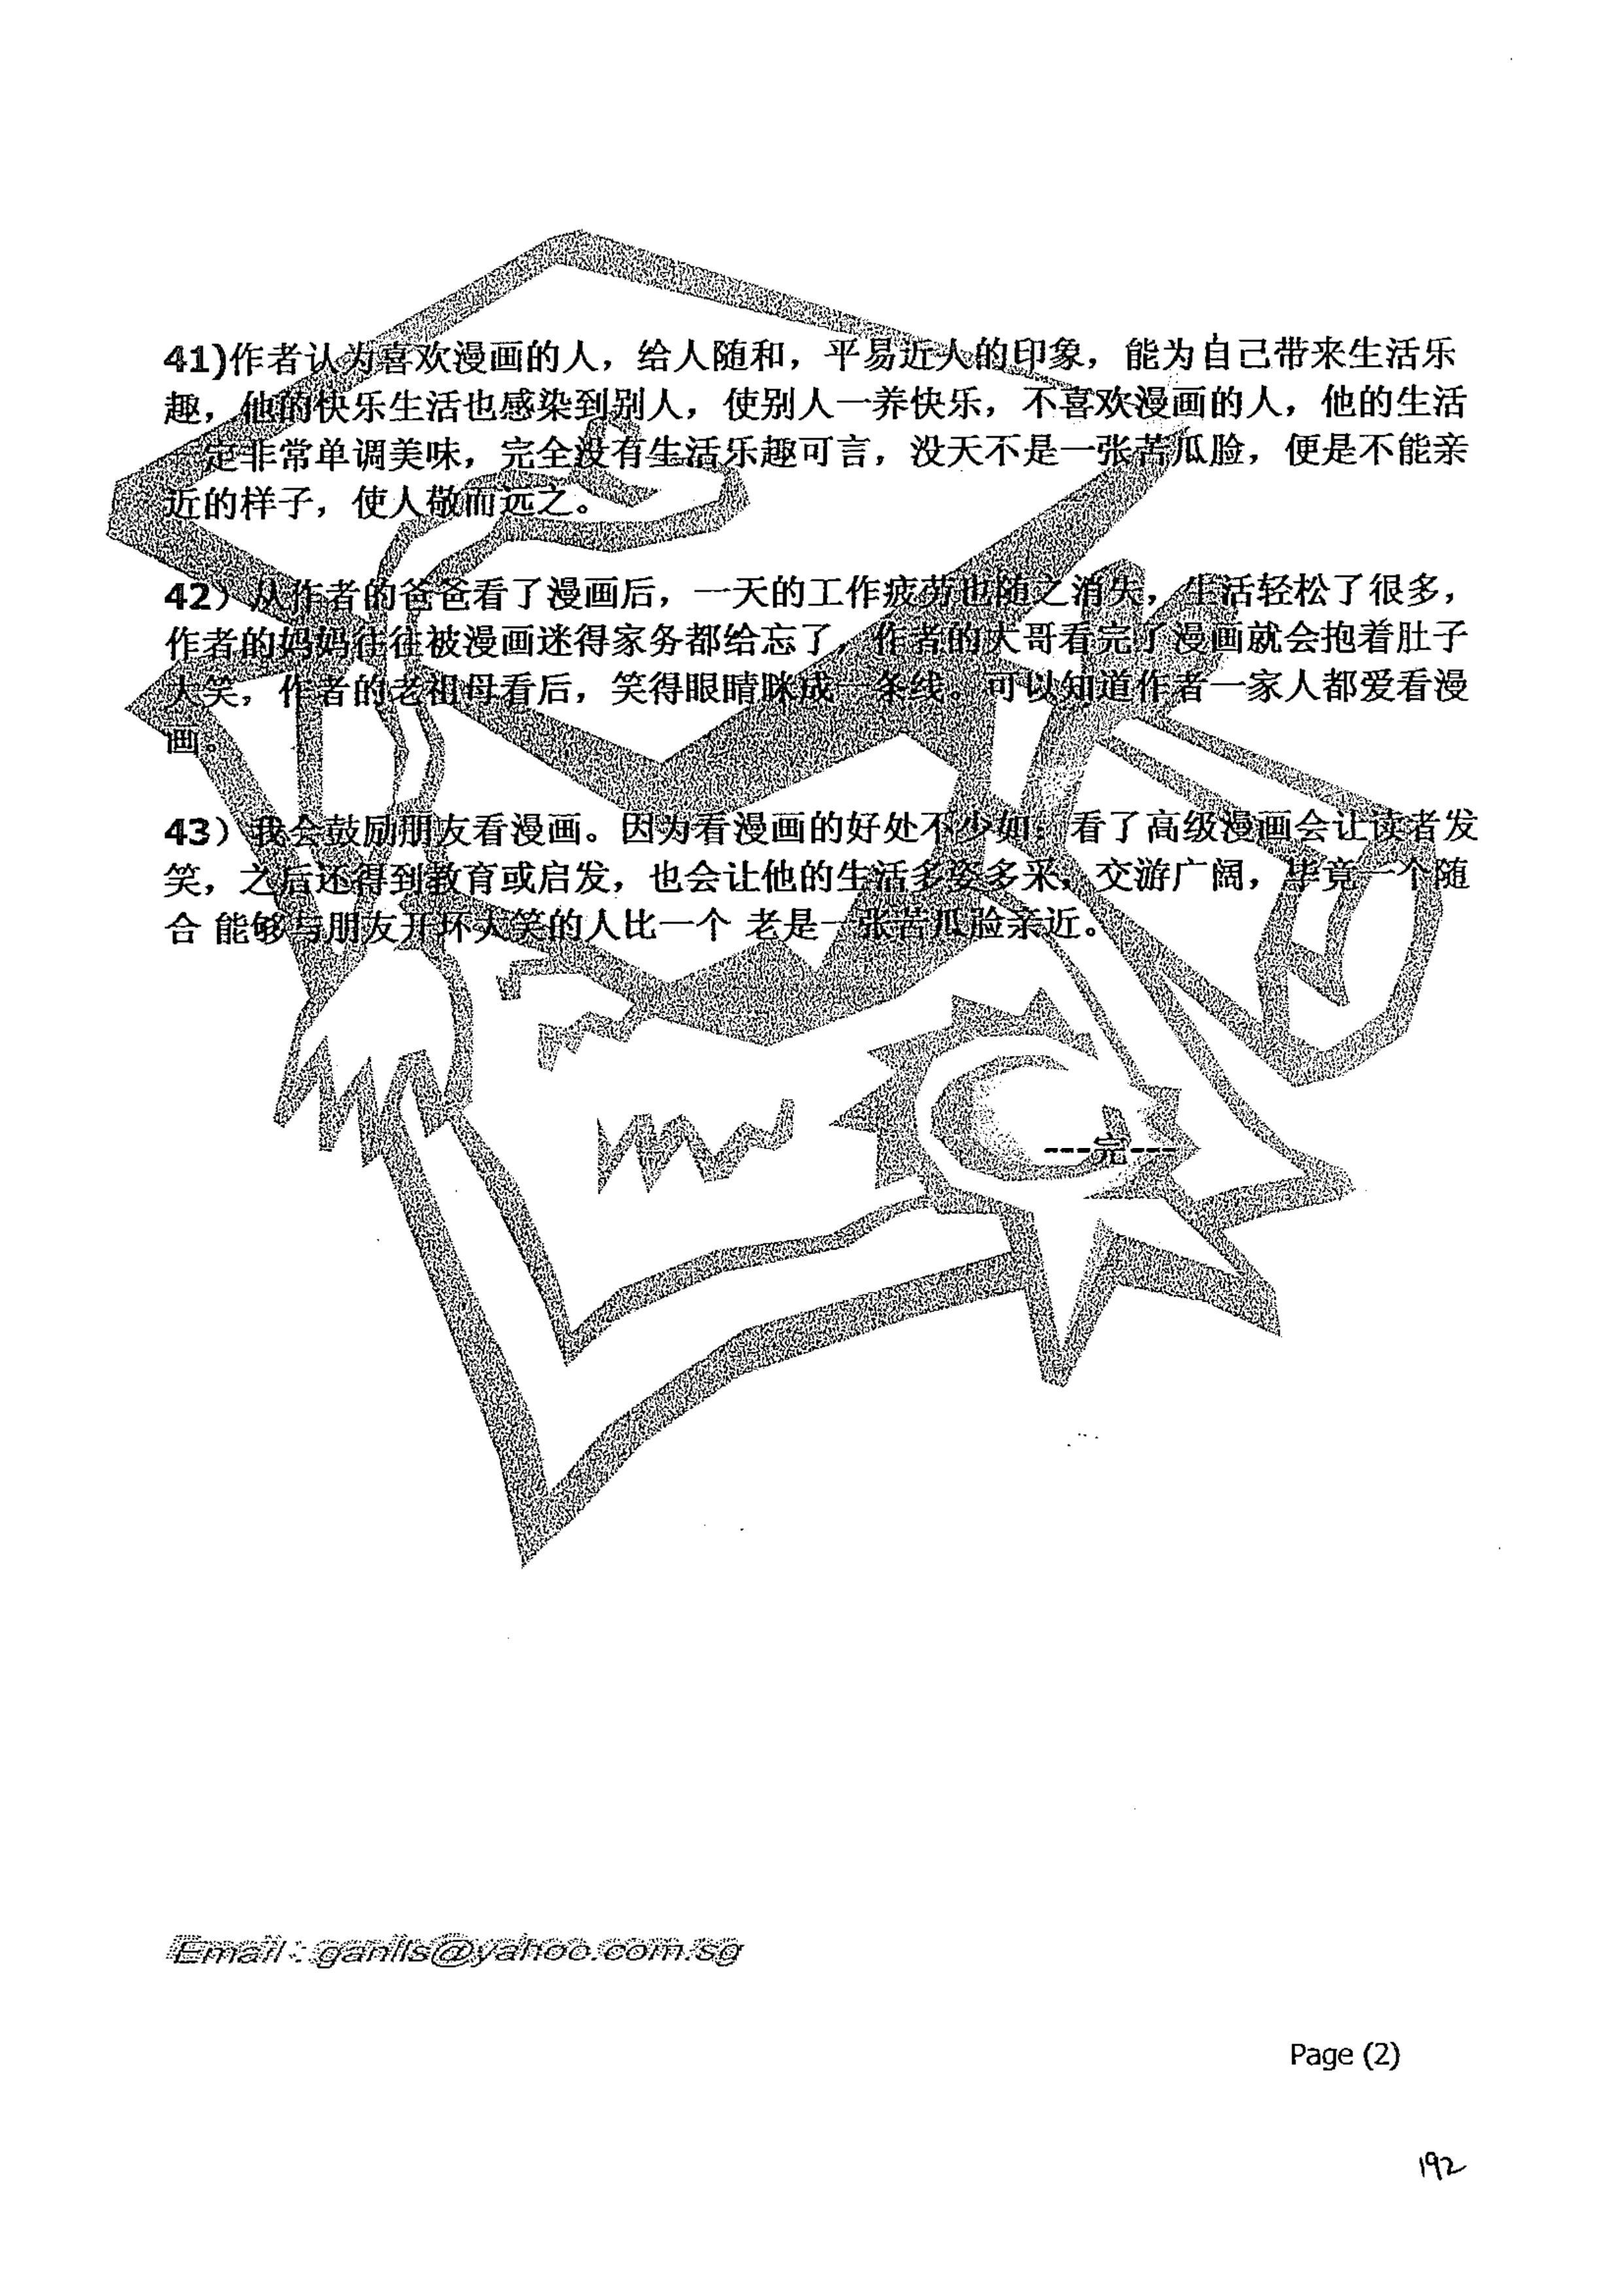 41)作者认为喜欢漫画的人，给人随和，平易近人的印象，能为自己带来生活乐
趣，他的快乐生活也感染到别人，使别人一养快乐，不喜欢漫画的人，他的生活
一定非常单调美味，完全没有生活乐趣可言，没天不是一张苦瓜脸，便是不能亲
近的样子，使人敬而远之。
42）从作者的爸爸看了漫画后，一天的工作疲劳也随之消失，生活轻松了很多，
作者的妈妈往往被漫画迷得家务都给忘了，作者的大哥看完了漫画就会抱着肚子
大笑，作者的老祖母看后，笑得眼睛眯成一条线。可以知道作者一家人都爱看漫
画。
43）我会鼓励朋友看漫画。因为看漫画的好处不少如：看了高级漫画会让读者发
笑，之后还得到教育或启发，也会让他的生活多姿多采，交游广阔，毕竟一个随
合 能够与朋友开坏大笑的人比一个 老是一张苦瓜脸亲近。
---完---
Email : ganlls@yahoo.com.sg
Page (2)
192